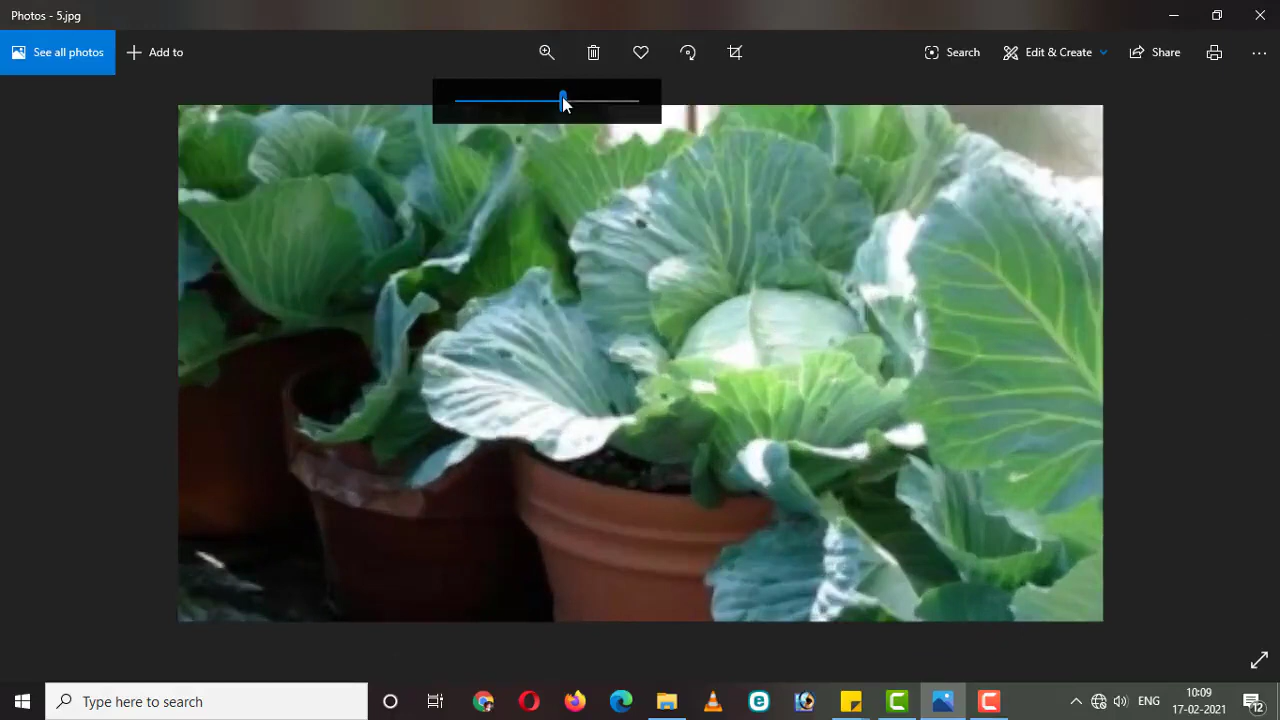 Photos - 5.jpg
See all photos
Add to
Search
Edit & Create
Share
Type here to search
ENG
10:09
17-02-2021
12